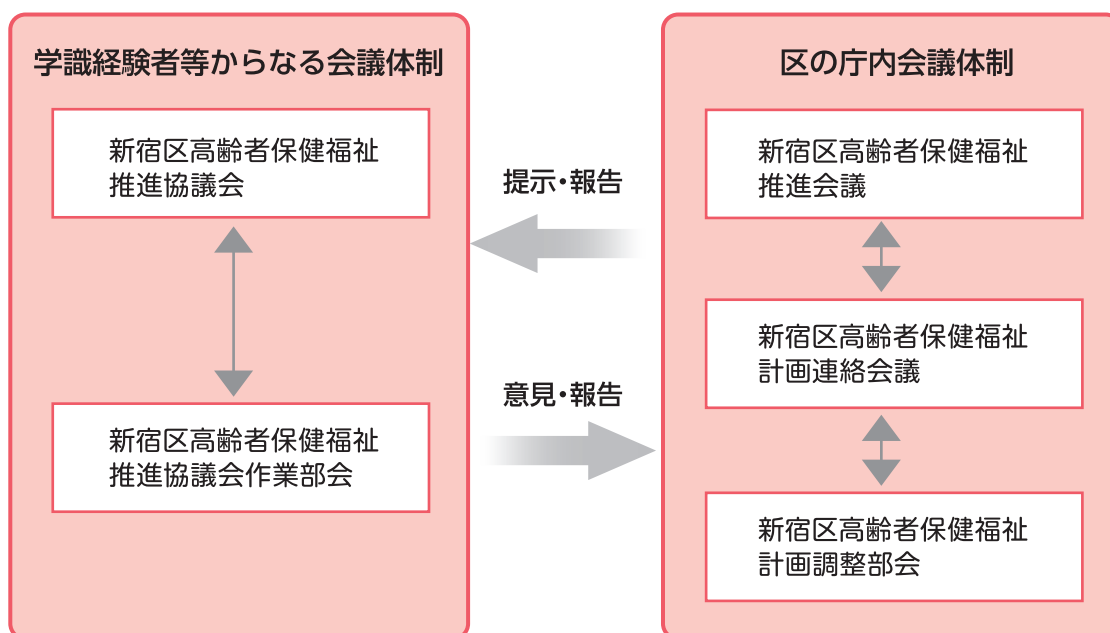 学識経験者等からなる会議体制
新宿区高齢者保健福祉
推進協議会
新宿区高齢者保健福祉
推進協議会作業部会
提示・報告
意見・報告
区の庁内会議体制
新宿区高齢者保健福祉
推進会議
新宿区高齢者保健福祉
計画連絡会議
新宿区高齢者保健福祉
計画調整部会